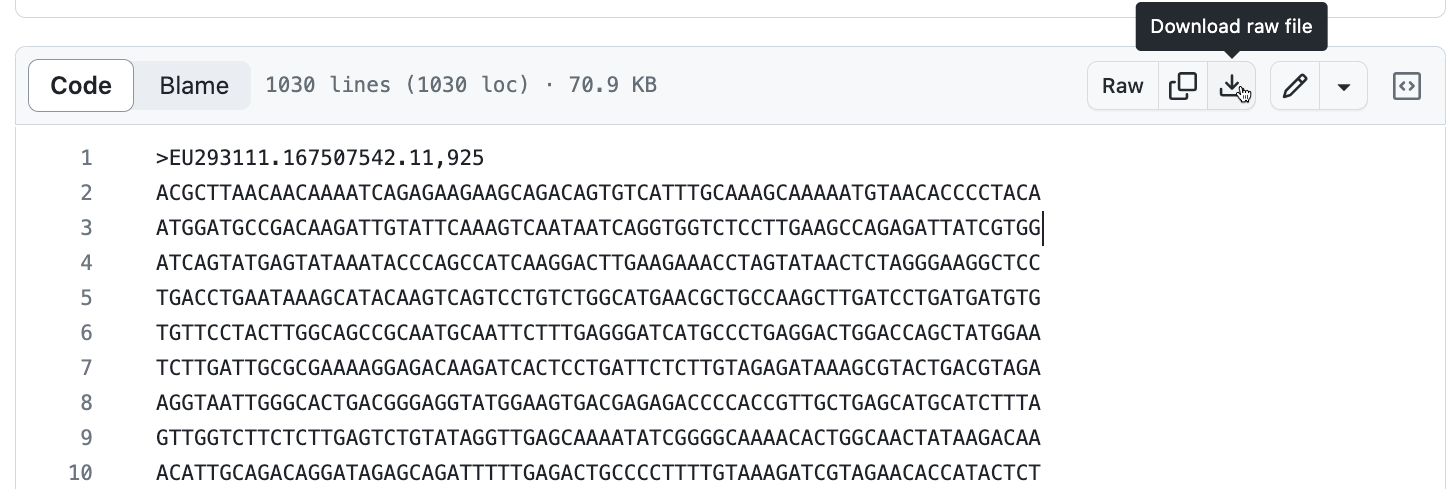 Download raw file
Code Blame 1030 lines (1030 loc) · 70.9 KB Raw
1 >EU293111.167507542.11,925
2 ACGCTTAACAACAAAATCAGAGAAGAAGCAGACAGTGTCATTTGCAAAGCAAAAATGTAACACCCCTACA
3 ATGGATGCCGACAAGATTGTATTCAAAGTCAATAATCAGGTGGTCTCCTTGAAGCCAGAGATTATCGTGG
4 ATCAGTATGAGTATAAATACCCAGCCATCAAGGACTTGAAGAAACCTAGTATAACTCTAGGGAAGGCTCC
5 TGACCTGAATAAAGCATACAAGTCAGTCCTGTCTGGCATGAACGCTGCCAAGCTTGATCCTGATGATGTG
6 TGTTCCTACTTGGCAGCCGCAATGCAATTCTTTGAGGGATCATGCCCTGAGGACTGGACCAGCTATGGAA
7 TCTTGATTGCGCGAAAAGGAGACAAGATCACTCCTGATTCTCTTGTAGAGATAAAGCGTACTGACGTAGA
8 AGGTAATTGGGCACTGACGGGAGGTATGGAAGTGACGAGAGACCCCACCGTTGCTGAGCATGCATCTTTA
9 GTTGGTCTTCTCTTGAGTCTGTATAGGTTGAGCAAAATATCGGGGCAAAACACTGGCAACTATAAGACAA
10 ACATTGCAGACAGGATAGAGCAGATTTTTGAGACTGCCCCTTTTGTAAAGATCGTAGAACACCATACTCT